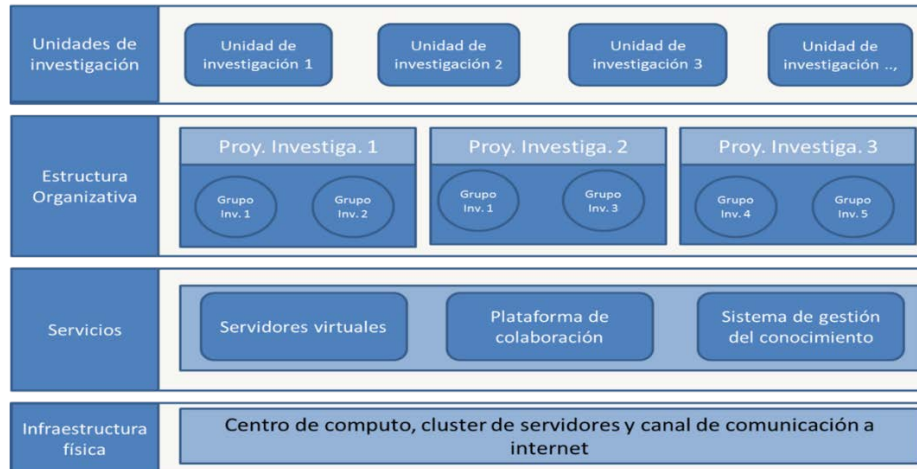 Unidades de
investigación
Unidad de
investigación 1
Unidad de
investigación 2
Unidad de
investigación 3
Unidad de
investigación ..,
Estructura
Organizativa
Proy. Investiga. 1
Grupo
Inv. 1
Grupo
Inv. 2
Proy. Investiga. 2
Grupo
Inv. 1
Grupo
Inv. 3
Proy. Investiga. 3
Grupo
Inv. 4
Grupo
Inv. 5
Servicios
Servidores virtuales
Plataforma de
colaboración
Sistema de gestión
del conocimiento
Infraestructura
física
Centro de computo, cluster de servidores y canal de comunicación a
internet